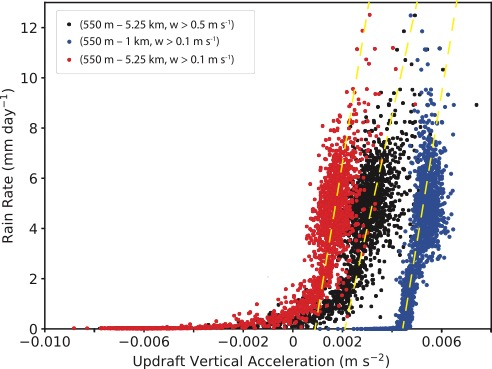 (550 m – 5.25 km, w > 0.5 m s⁻¹)
(550 m – 1 km, w > 0.1 m s⁻¹)
(550 m – 5.25 km, w > 0.1 m s⁻¹)
12
10
8
6
4
2
0
Rain Rate (mm day⁻¹)
−0.010 −0.006 −0.002 0 0.002 0.006
Updraft Vertical Acceleration (m s⁻²)